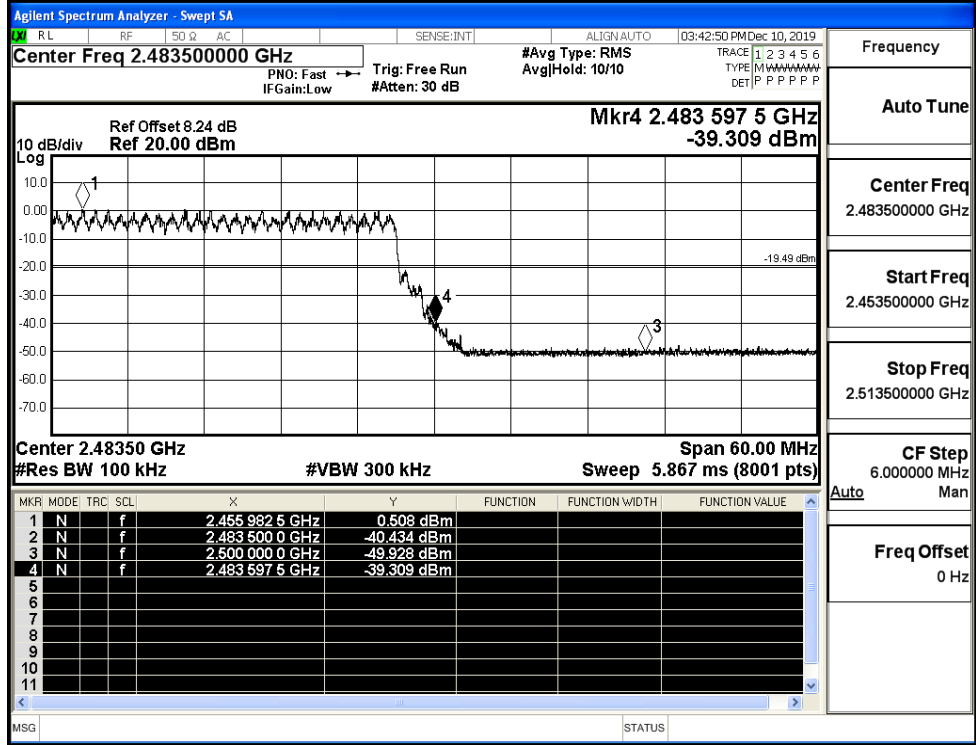 Agilent Spectrum Analyzer - Swept SA
LXI RL RF 50 Ω AC SENSE:INT ALIGN AUTO 03:42:50 PM Dec 10, 2019
Center Freq 2.483500000 GHz
PNO: Fast
IFGain:Low
Trig: Free Run
#Atten: 30 dB
#Avg Type: RMS
Avg|Hold: 10/10
TRACE 1 2 3 4 5 6
TYPE M WWWWW
DET P P P P P P
Frequency
Auto Tune
Center Freq
2.483500000 GHz
Start Freq
2.453500000 GHz
Stop Freq
2.513500000 GHz
CF Step
6.000000 MHz
Auto Man
Freq Offset
0 Hz
Mkr4 2.483 597 5 GHz
-39.309 dBm
Ref Offset 8.24 dB
10 dB/div Ref 20.00 dBm
Log
10.0
0.00
-10.0
-20.0
-30.0
-40.0
-50.0
-60.0
-70.0
1
-19.49 dBm
4
3
Center 2.48350 GHz Span 60.00 MHz
#Res BW 100 kHz #VBW 300 kHz Sweep 5.867 ms (8001 pts)
MKR MODE TRC SCL X Y FUNCTION FUNCTION WIDTH FUNCTION VALUE
1 N f 2.455 982 5 GHz 0.508 dBm
2 N f 2.483 500 0 GHz -40.434 dBm
3 N f 2.500 000 0 GHz -49.928 dBm
4 N f 2.483 597 5 GHz -39.309 dBm
5
6
7
8
9
10
11
MSG STATUS